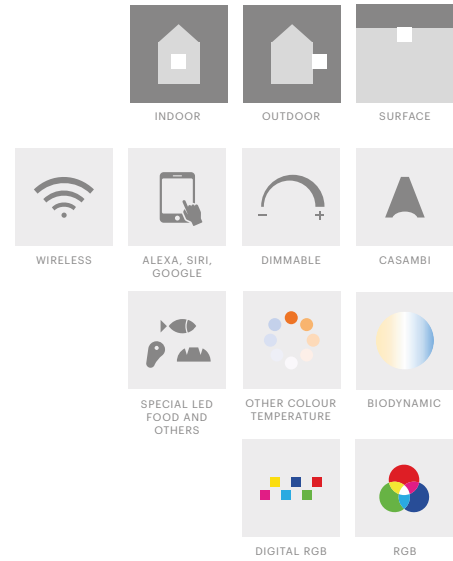 INDOOR
OUTDOOR
SURFACE
WIRELESS
ALEXA, SIRI,
GOOGLE
DIMMABLE
CASAMBI
SPECIAL LED
FOOD AND
OTHERS
OTHER COLOUR
TEMPERATURE
BIODYNAMIC
DIGITAL RGB
RGB